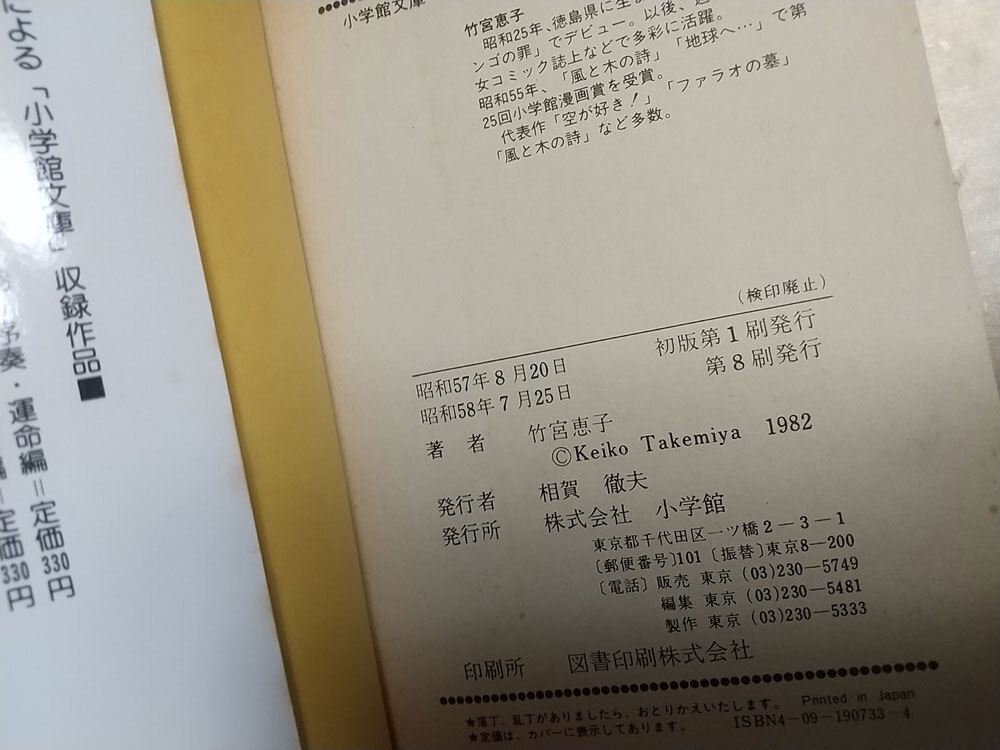 による「小学館文庫」収録作品■
予奏・運命編＝定価330円
編＝定価330円
小学館文庫
竹宮恵子
昭和25年、徳島県に生ま
ンゴの罪」でデビュー。以後、
女コミック誌上などで多彩に活躍。
昭和55年、「風と木の詩」「地球へ…」で第
25回小学館漫画賞を受賞。
代表作「空が好き！」「ファラオの墓」
「風と木の詩」など多数。
（検印廃止）
昭和57年8月20日 初版第1刷発行
昭和58年7月25日 第8刷発行
著者 竹宮恵子
©Keiko Takemiya 1982
発行者 相賀 徹夫
発行所 株式会社 小学館
東京都千代田区一ツ橋2－3－1
〔郵便番号〕101〔振替〕東京8－200
〔電話〕販売 東京（03）230－5749
編集 東京（03）230－5481
製作 東京（03）230－5333
印刷所 図書印刷株式会社
★落丁、乱丁がありましたら、おとりかえいたします。 Printed in Japan
★定価は、カバーに表示してあります。 ISBN4-09-190733-4